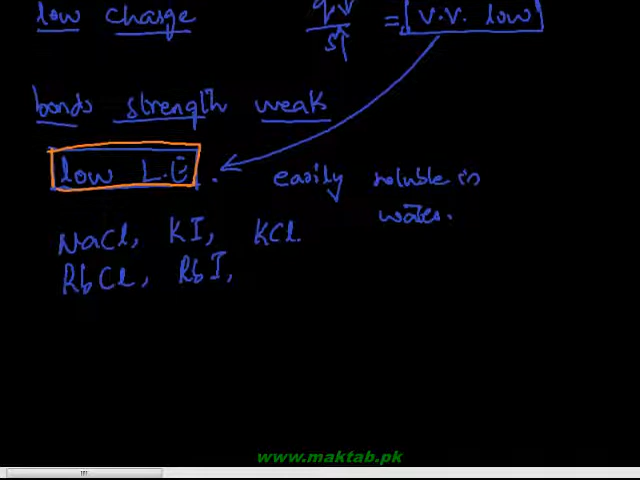 low charge
q.v
s↑ = V.V. low
bonds strength weak
low L.E. easily soluble in
water.
NaCl, KI, KCl.
RbCl, RbI,
www.maktab.pk